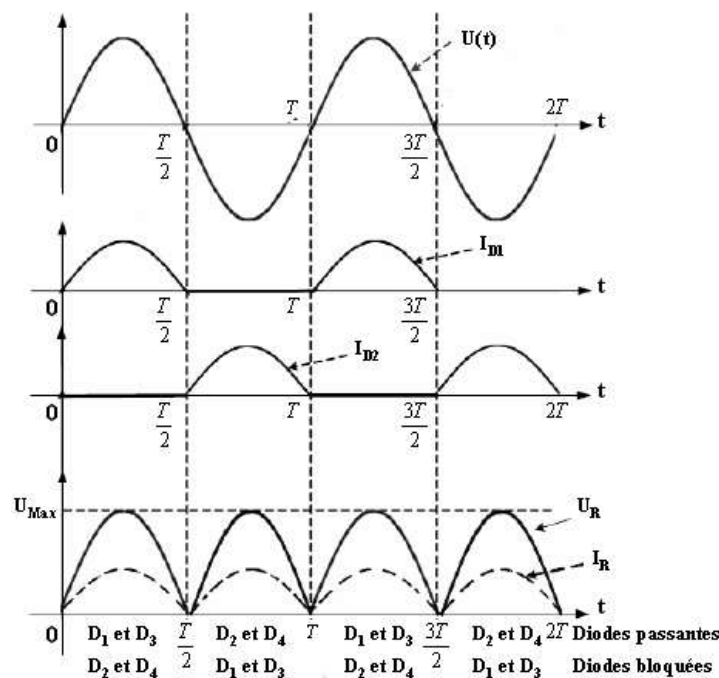 U(t)
T
2T
t
0
T/2
3T/2
I_D1
t
0
T/2
T
3T/2
I_D2
t
0
T/2
T
3T/2
2T
U_Max
U_R
I_R
t
0
D₁ et D₃
T/2
D₂ et D₄
T
D₁ et D₃
3T/2
D₂ et D₄
2T
Diodes passantes
D₂ et D₄
D₁ et D₃
D₂ et D₄
D₁ et D₃
Diodes bloquées